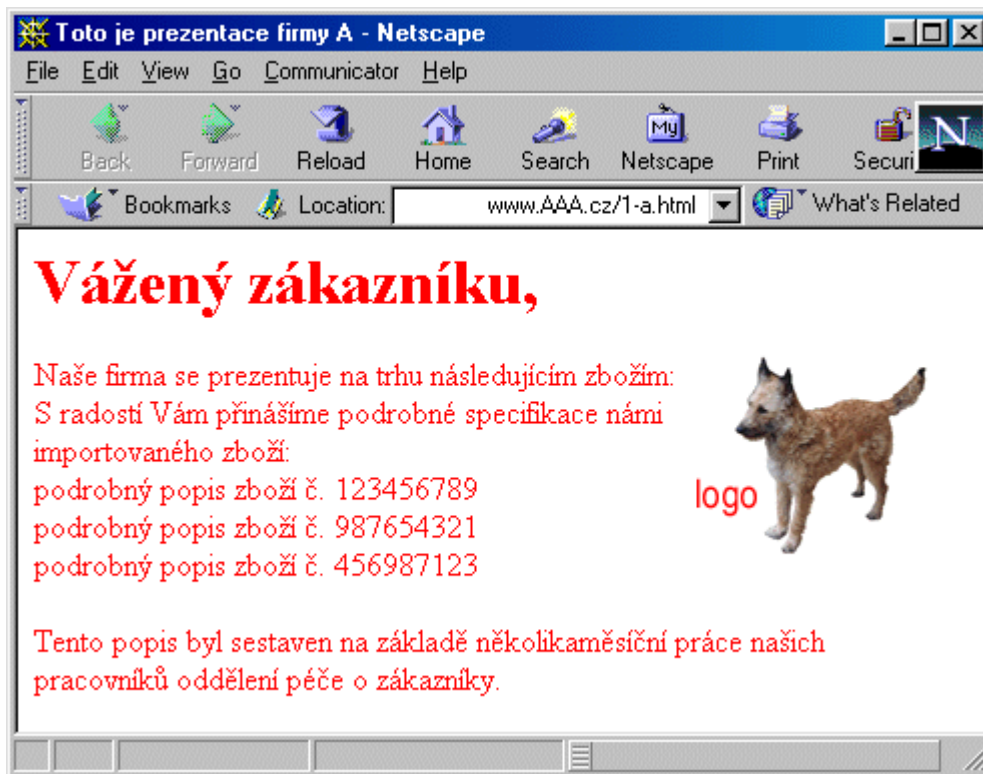 Toto je prezentace firmy A - Netscape
File Edit View Go Communicator Help
Back Forward Reload Home Search Netscape Print Securi
My
N
Bookmarks Location: www.AAA.cz/1-a.html What's Related
Vážený zákazníku,
Naše firma se prezentuje na trhu následujícím zbožím:
S radostí Vám přinášíme podrobné specifikace námi
importovaného zboží:
podrobný popis zboží č. 123456789
logo
podrobný popis zboží č. 987654321
podrobný popis zboží č. 456987123
Tento popis byl sestaven na základě několikaměsíční práce našich
pracovníků oddělení péče o zákazníky.